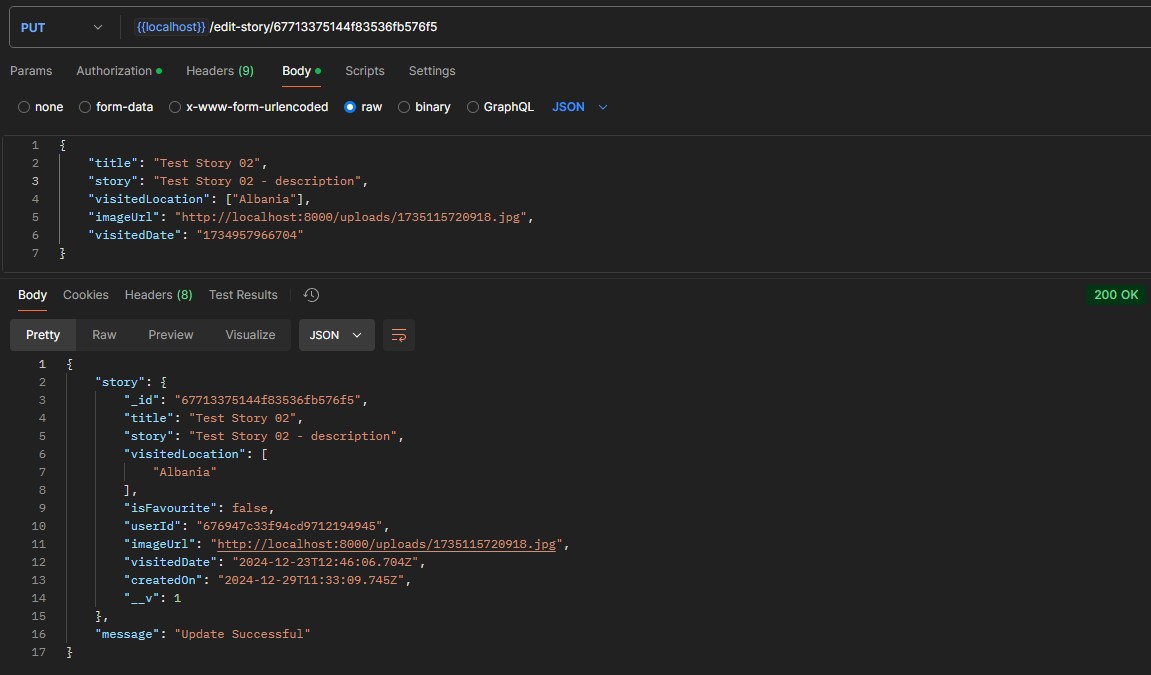 PUT {{localhost}} /edit-story/67713375144f83536fb576f5
Params Authorization Headers (9) Body Scripts Settings
none form-data x-www-form-urlencoded raw binary GraphQL JSON
1 {
2 "title": "Test Story 02",
3 "story": "Test Story 02 - description",
4 "visitedLocation": ["Albania"],
5 "imageUrl": "http://localhost:8000/uploads/1735115720918.jpg",
6 "visitedDate": "1734957966704"
7 }
Body Cookies Headers (8) Test Results 200 OK
Pretty Raw Preview Visualize JSON
1 {
2 "story": {
3 "_id": "67713375144f83536fb576f5",
4 "title": "Test Story 02",
5 "story": "Test Story 02 - description",
6 "visitedLocation": [
7 "Albania"
8 ],
9 "isFavourite": false,
10 "userId": "676947c33f94cd9712194945",
11 "imageUrl": "http://localhost:8000/uploads/1735115720918.jpg",
12 "visitedDate": "2024-12-23T12:46:06.704Z",
13 "createdOn": "2024-12-29T11:33:09.745Z",
14 "__v": 1
15 },
16 "message": "Update Successful"
17 }